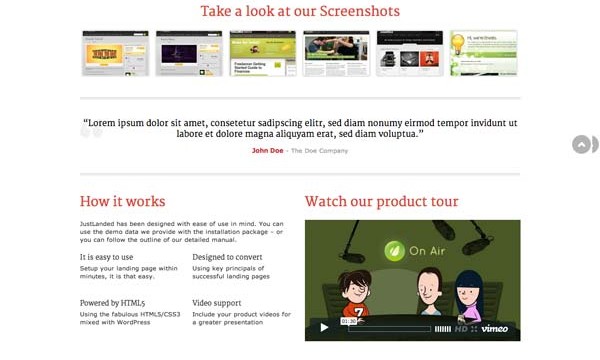 Take a look at our Screenshots
“Lorem ipsum dolor sit amet, consetetur sadipscing elitr, sed diam nonumy eirmod tempor invidunt ut
labore et dolore magna aliquyam erat, sed diam voluptua.”
John Doe - The Doe Company
How it works
JustLanded has been designed with ease of use in mind. You can
use the demo data we provide with the installation package - or
you can follow the outline of our detailed manual.
It is easy to use
Setup your landing page within
minutes, it is that easy.
Designed to convert
Using key principals of
successful landing pages
Powered by HTML5
Using the fabulous HTML5/CSS3
mixed with WordPress
Video support
Include your product videos for
a greater presentation
Watch our product tour
On Air
7
01:30
HD
vimeo